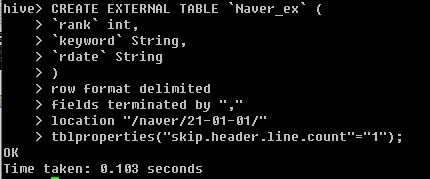 hive> CREATE EXTERNAL TABLE `Naver_ex` (
    > `rank` int,
    > `keyword` String,
    > `rdate` String
    > )
    > row format delimited
    > fields terminated by ","
    > location "/naver/21-01-01/"
    > tblproperties("skip.header.line.count"="1");
OK
Time taken: 0.103 seconds